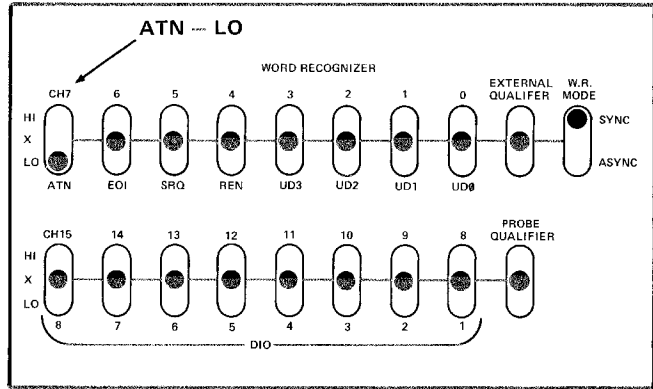 ATN -- LO
WORD RECOGNIZER
CH7 6 5 4 3 2 1 0 EXTERNAL QUALIFER W.R. MODE
HI
X
LO
SYNC
ASYNC
ATN EOI SRQ REN UD3 UD2 UD1 UD0
CH15 14 13 12 11 10 9 8 PROBE QUALIFIER
HI
X
LO
8 7 6 5 4 3 2 1
DIO